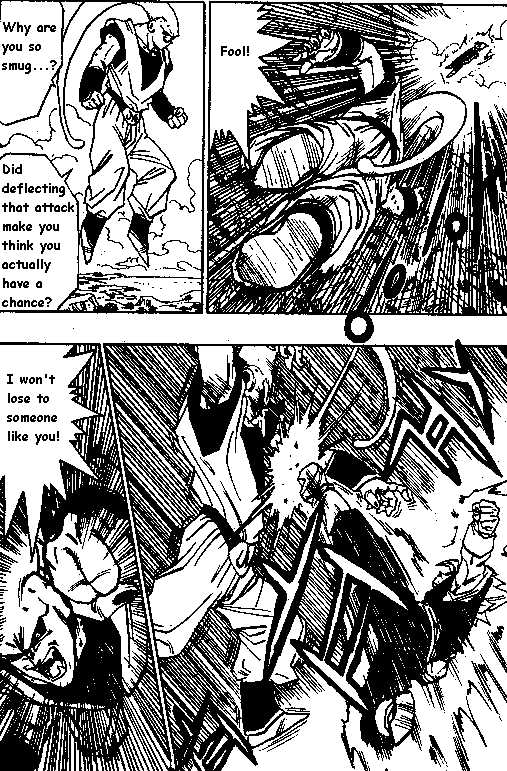 Why are
you so
smug...?
Did
deflecting
that attack
make you
think you
actually
have a
chance?
Fool!
I won't
lose to
someone
like you!